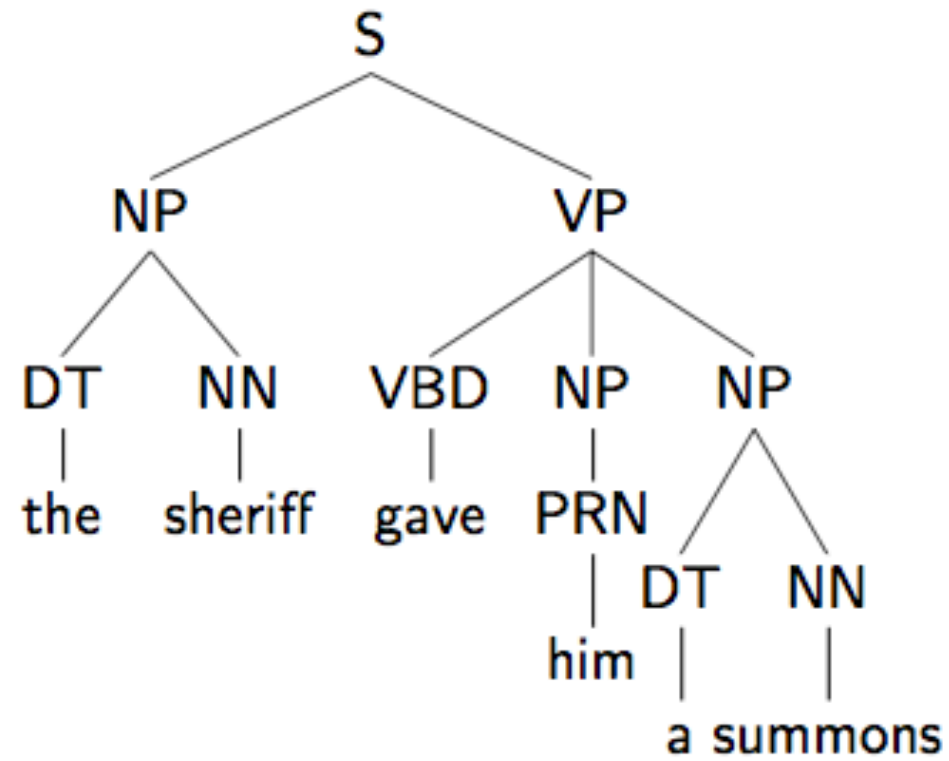 S
NP VP
DT NN VBD NP NP
the sheriff gave PRN
DT NN
him
a summons